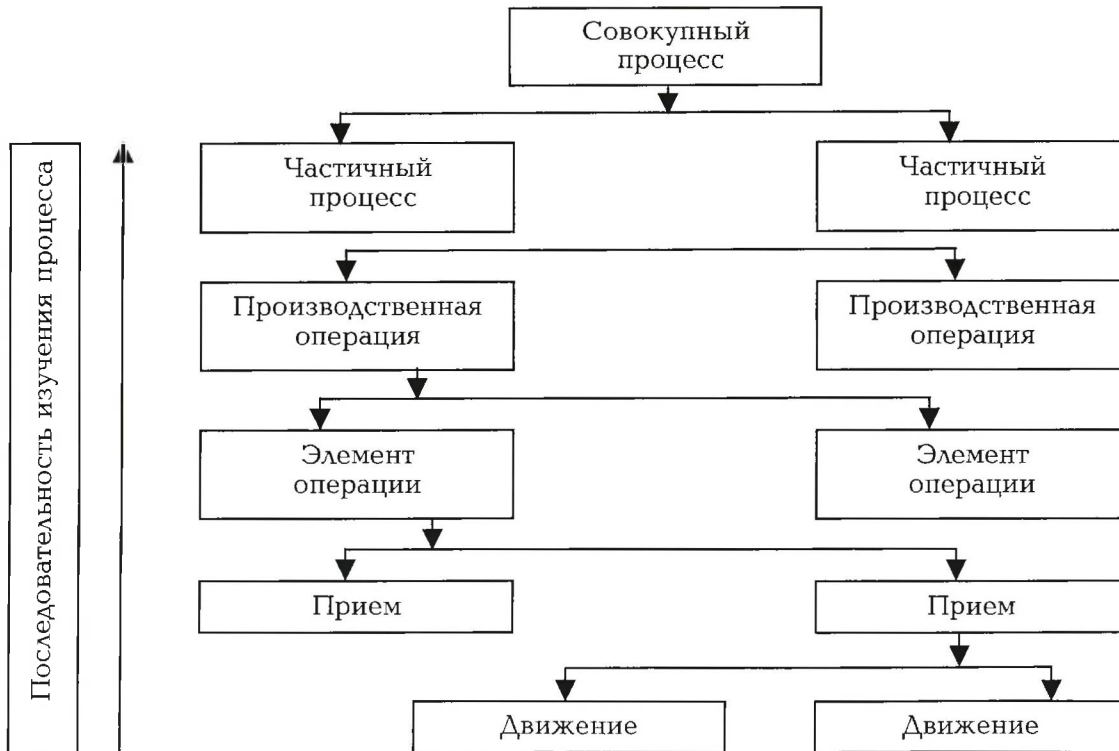 Совокупный
процесс
Последовательность изучения процесса
Частичный
процесс
Частичный
процесс
Производственная
операция
Производственная
операция
Элемент
операции
Элемент
операции
Прием
Прием
Движение
Движение